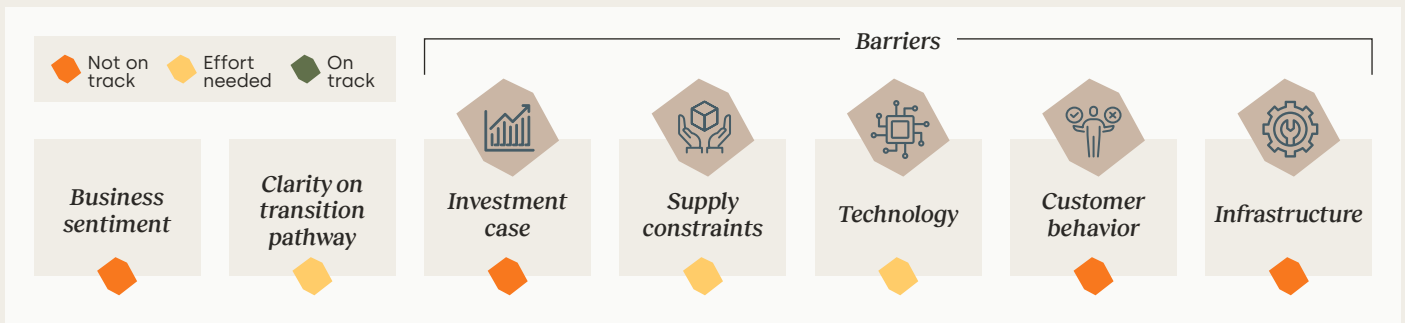 Not on
track
Effort
needed
On
track
Barriers
Business
sentiment
Clarity on
transition
pathway
Investment
case
Supply
constraints
Technology
Customer
behavior
Infrastructure